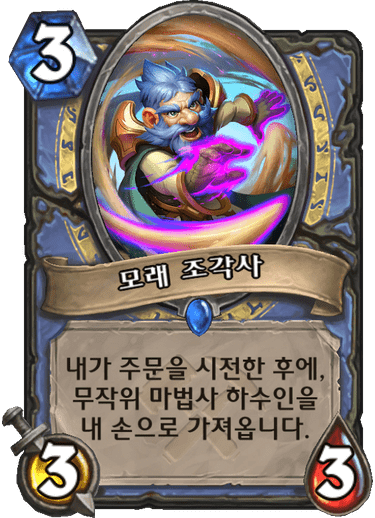 3
모래 조각사
내가 주문을 시전한 후에,
무작위 마법사 하수인을
내 손으로 가져옵니다.
3
3